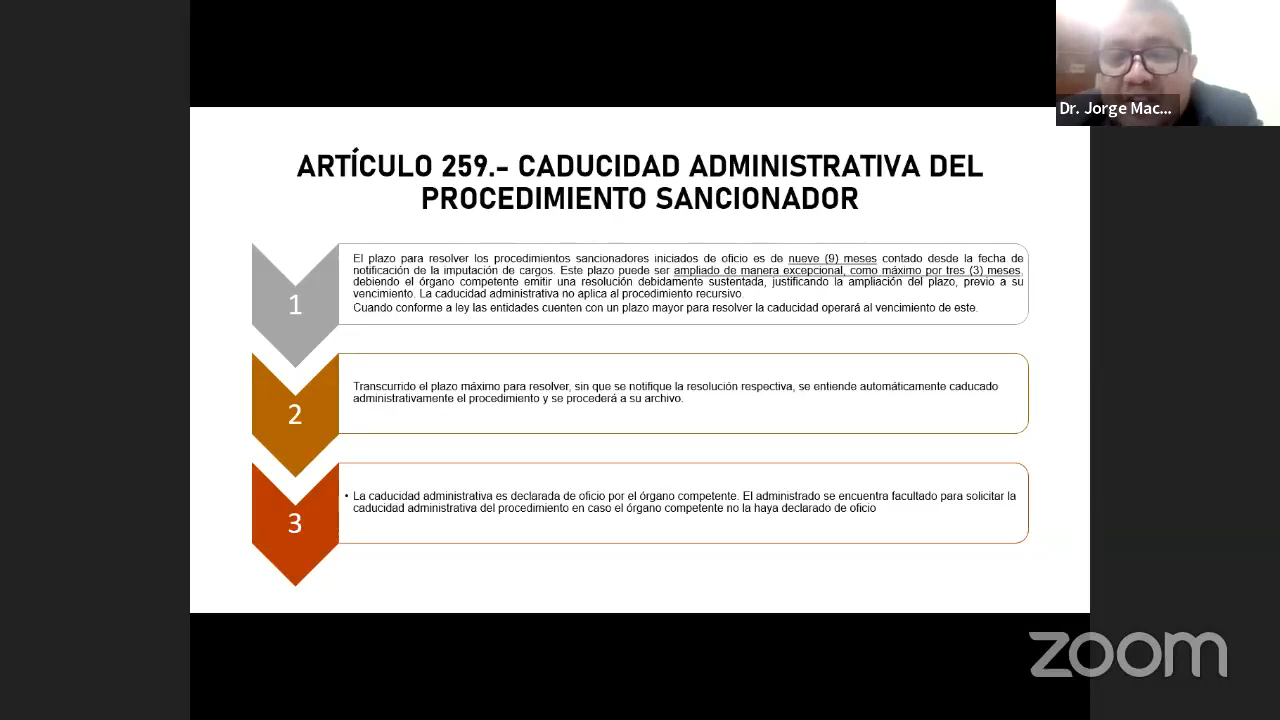 Dr. Jorge Mac...
ARTÍCULO 259.- CADUCIDAD ADMINISTRATIVA DEL
PROCEDIMIENTO SANCIONADOR
1
El plazo para resolver los procedimientos sancionadores iniciados de oficio es de nueve (9) meses contado desde la fecha de
notificación de la imputación de cargos. Este plazo puede ser ampliado de manera excepcional, como máximo por tres (3) meses,
debiendo el órgano competente emitir una resolución debidamente sustentada, justificando la ampliación del plazo, previo a su
vencimiento. La caducidad administrativa no aplica al procedimiento recursivo.
Cuando conforme a ley las entidades cuenten con un plazo mayor para resolver la caducidad operará al vencimiento de este.
2
Transcurrido el plazo máximo para resolver, sin que se notifique la resolución respectiva, se entiende automáticamente caducado
administrativamente el procedimiento y se procederá a su archivo.
3
• La caducidad administrativa es declarada de oficio por el órgano competente. El administrado se encuentra facultado para solicitar la
caducidad administrativa del procedimiento en caso el órgano competente no la haya declarado de oficio
zoom